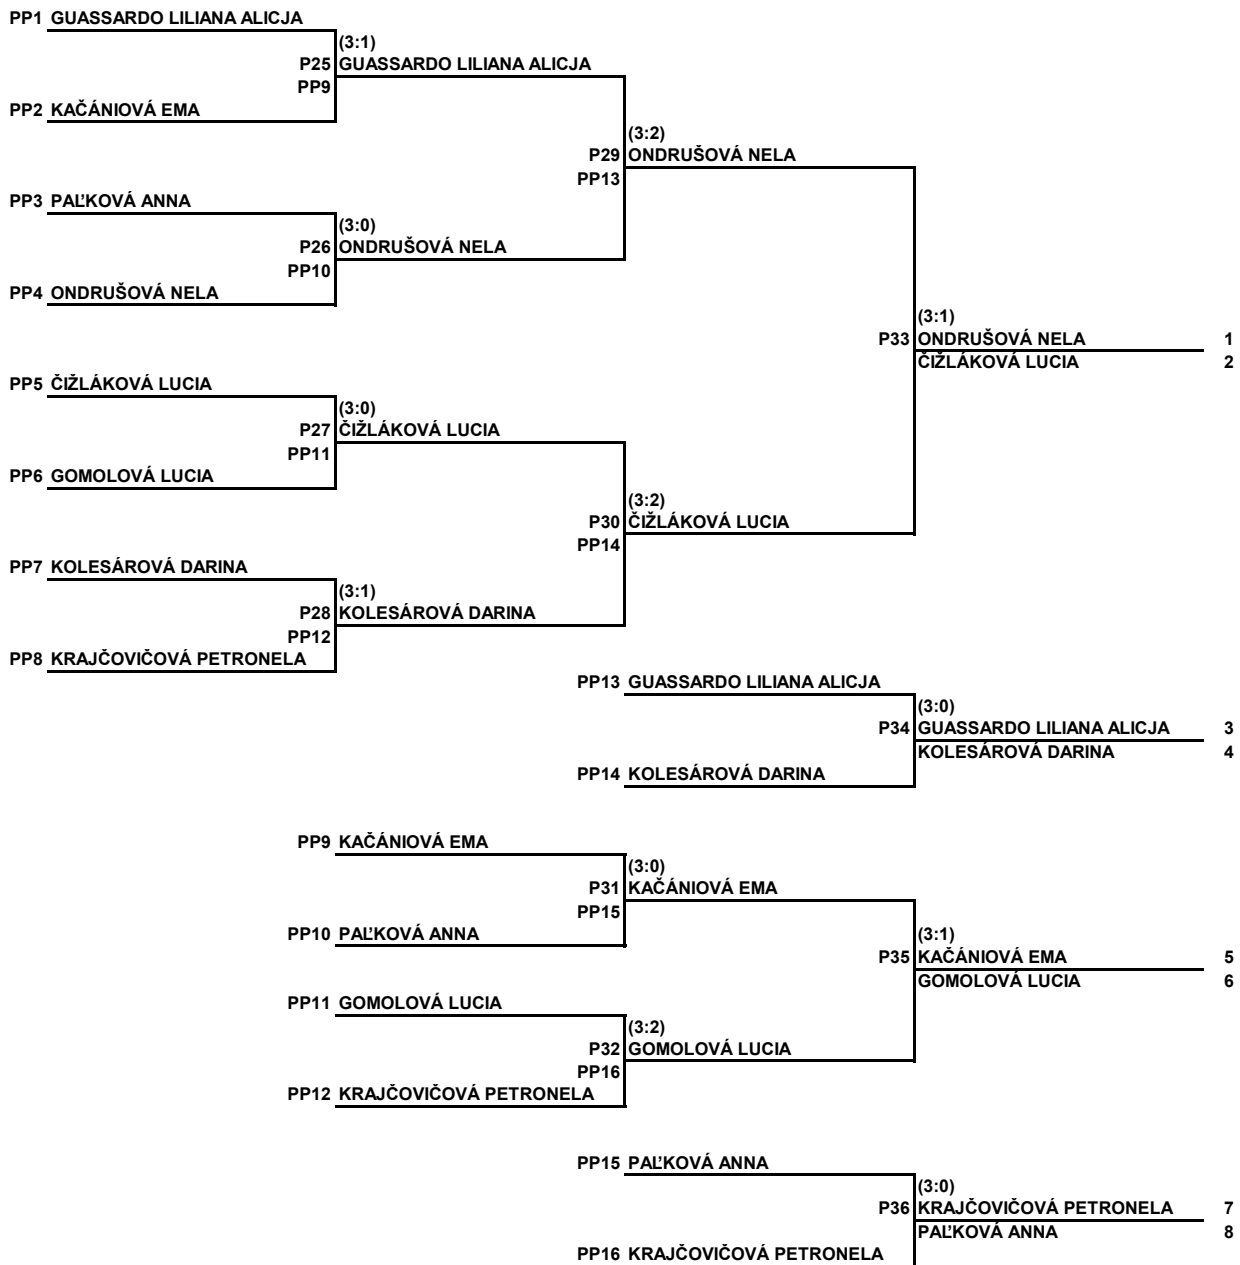 PP1 GUASSARDO LILIANA ALICJA
(3:1)
P25 GUASSARDO LILIANA ALICJA
PP9
PP2 KAČÁNIOVÁ EMA
(3:2)
P29 ONDRUŠOVÁ NELA
PP13
PP3 PAĽKOVÁ ANNA
(3:0)
P26 ONDRUŠOVÁ NELA
PP10
PP4 ONDRUŠOVÁ NELA
(3:1)
P33 ONDRUŠOVÁ NELA 1
ČIŽLÁKOVÁ LUCIA 2
PP5 ČIŽLÁKOVÁ LUCIA
(3:0)
P27 ČIŽLÁKOVÁ LUCIA
PP11
PP6 GOMOLOVÁ LUCIA
(3:2)
P30 ČIŽLÁKOVÁ LUCIA
PP14
PP7 KOLESÁROVÁ DARINA
(3:1)
P28 KOLESÁROVÁ DARINA
PP12
PP8 KRAJČOVIČOVÁ PETRONELA
PP13 GUASSARDO LILIANA ALICJA
(3:0)
P34 GUASSARDO LILIANA ALICJA 3
KOLESÁROVÁ DARINA 4
PP14 KOLESÁROVÁ DARINA
PP9 KAČÁNIOVÁ EMA
(3:0)
P31 KAČÁNIOVÁ EMA
PP15
PP10 PAĽKOVÁ ANNA
(3:1)
P35 KAČÁNIOVÁ EMA 5
GOMOLOVÁ LUCIA 6
PP11 GOMOLOVÁ LUCIA
(3:2)
P32 GOMOLOVÁ LUCIA
PP16
PP12 KRAJČOVIČOVÁ PETRONELA
PP15 PAĽKOVÁ ANNA
(3:0)
P36 KRAJČOVIČOVÁ PETRONELA 7
PAĽKOVÁ ANNA 8
PP16 KRAJČOVIČOVÁ PETRONELA